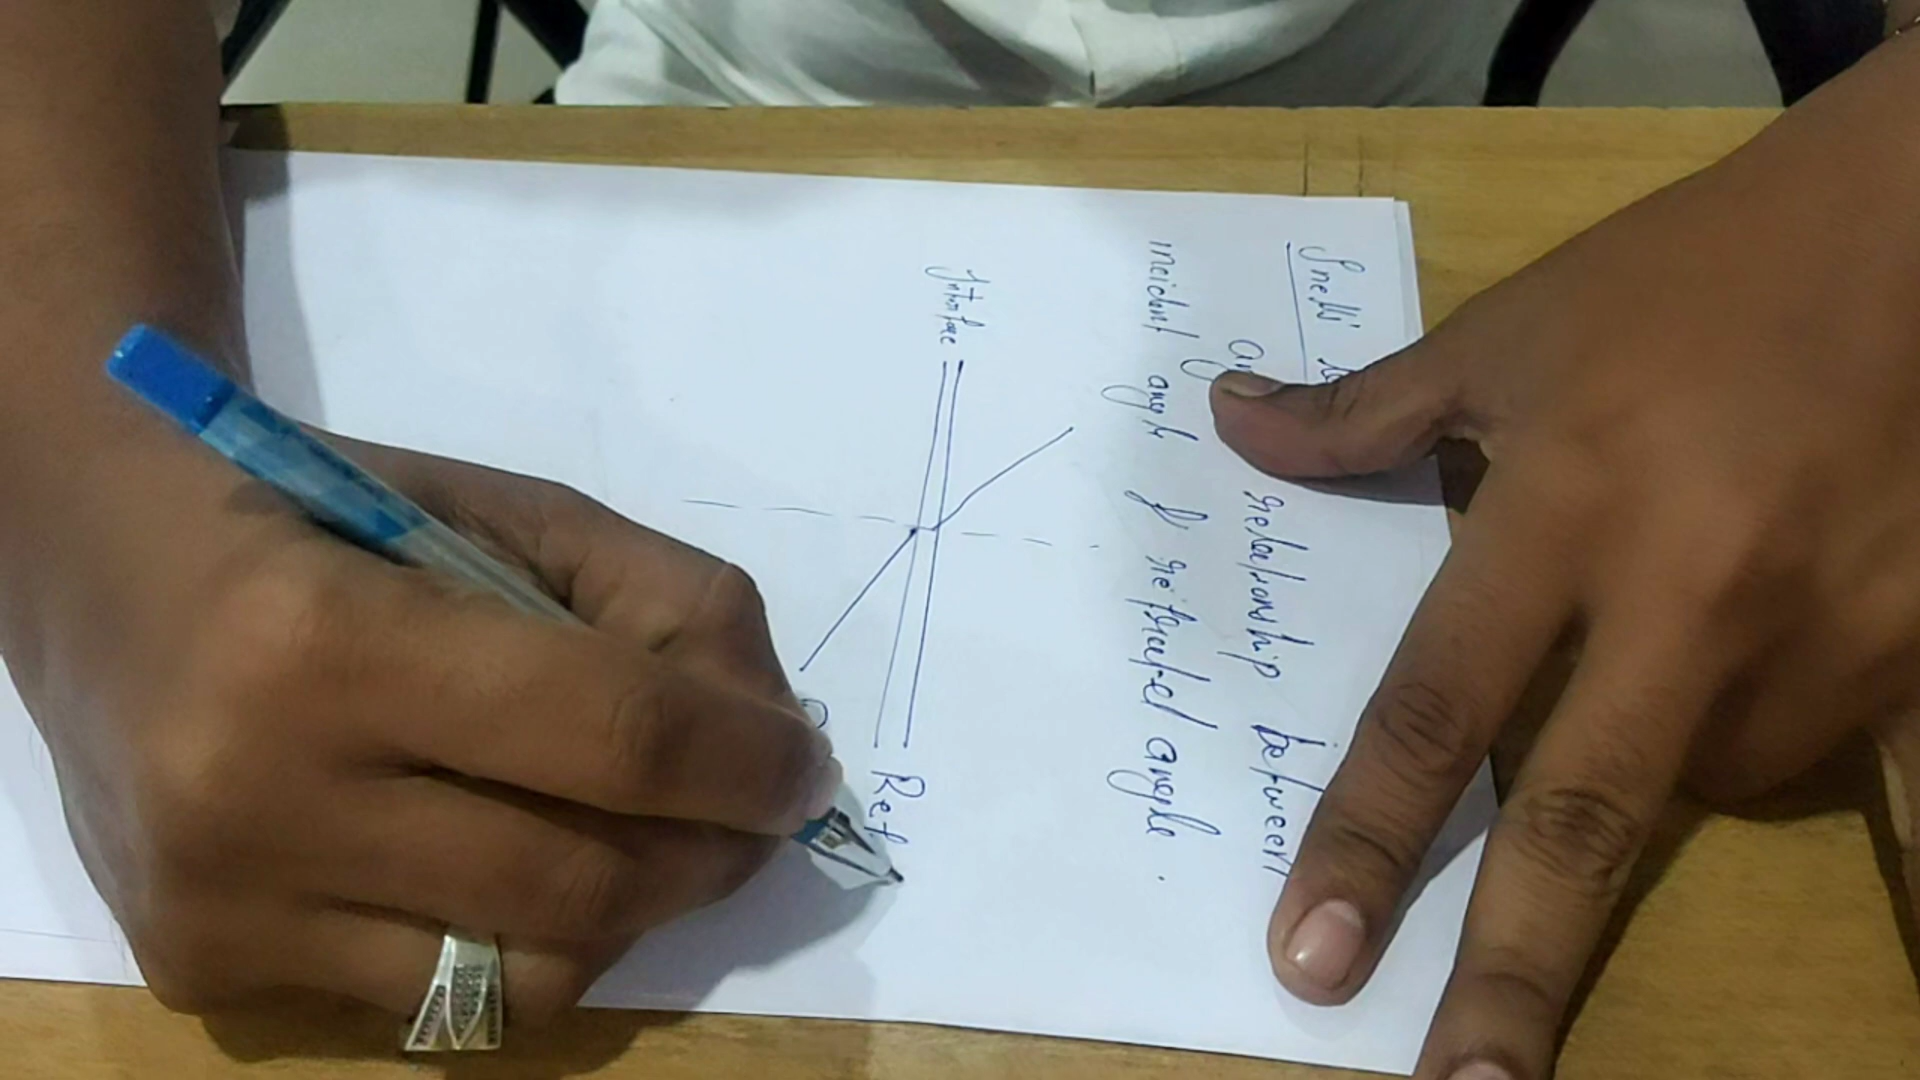 Snell's
relationship between
incident angle & refracted angle.
Interface
Ref